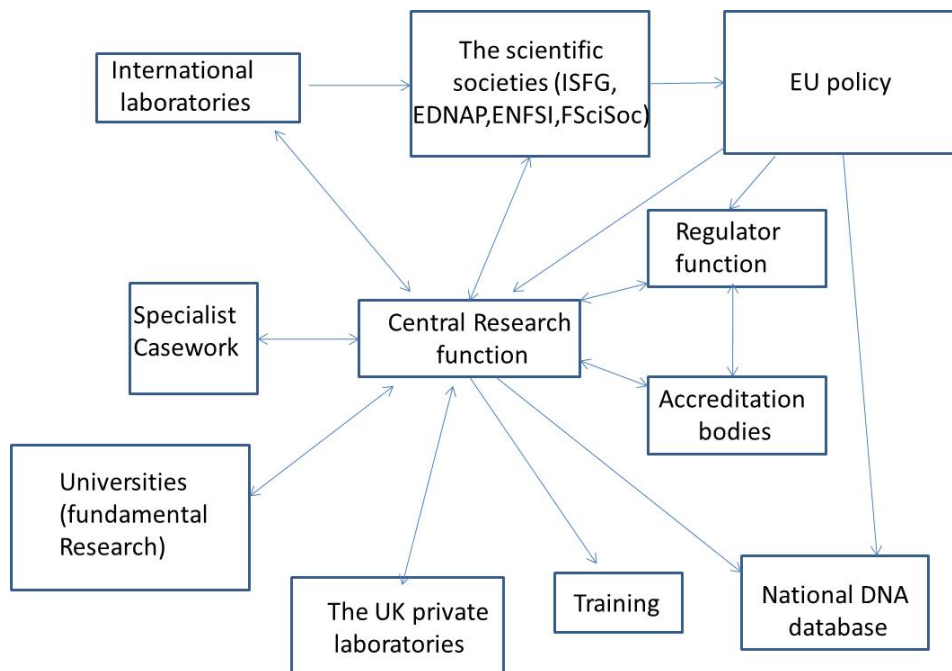 International
laboratories
The scientific
societies (ISFG,
EDNAP,ENFSI,FSciSoc)
EU policy
Regulator
function
Specialist
Casework
Central Research
function
Accreditation
bodies
Universities
(fundamental
Research)
The UK private
laboratories
Training
National DNA
database